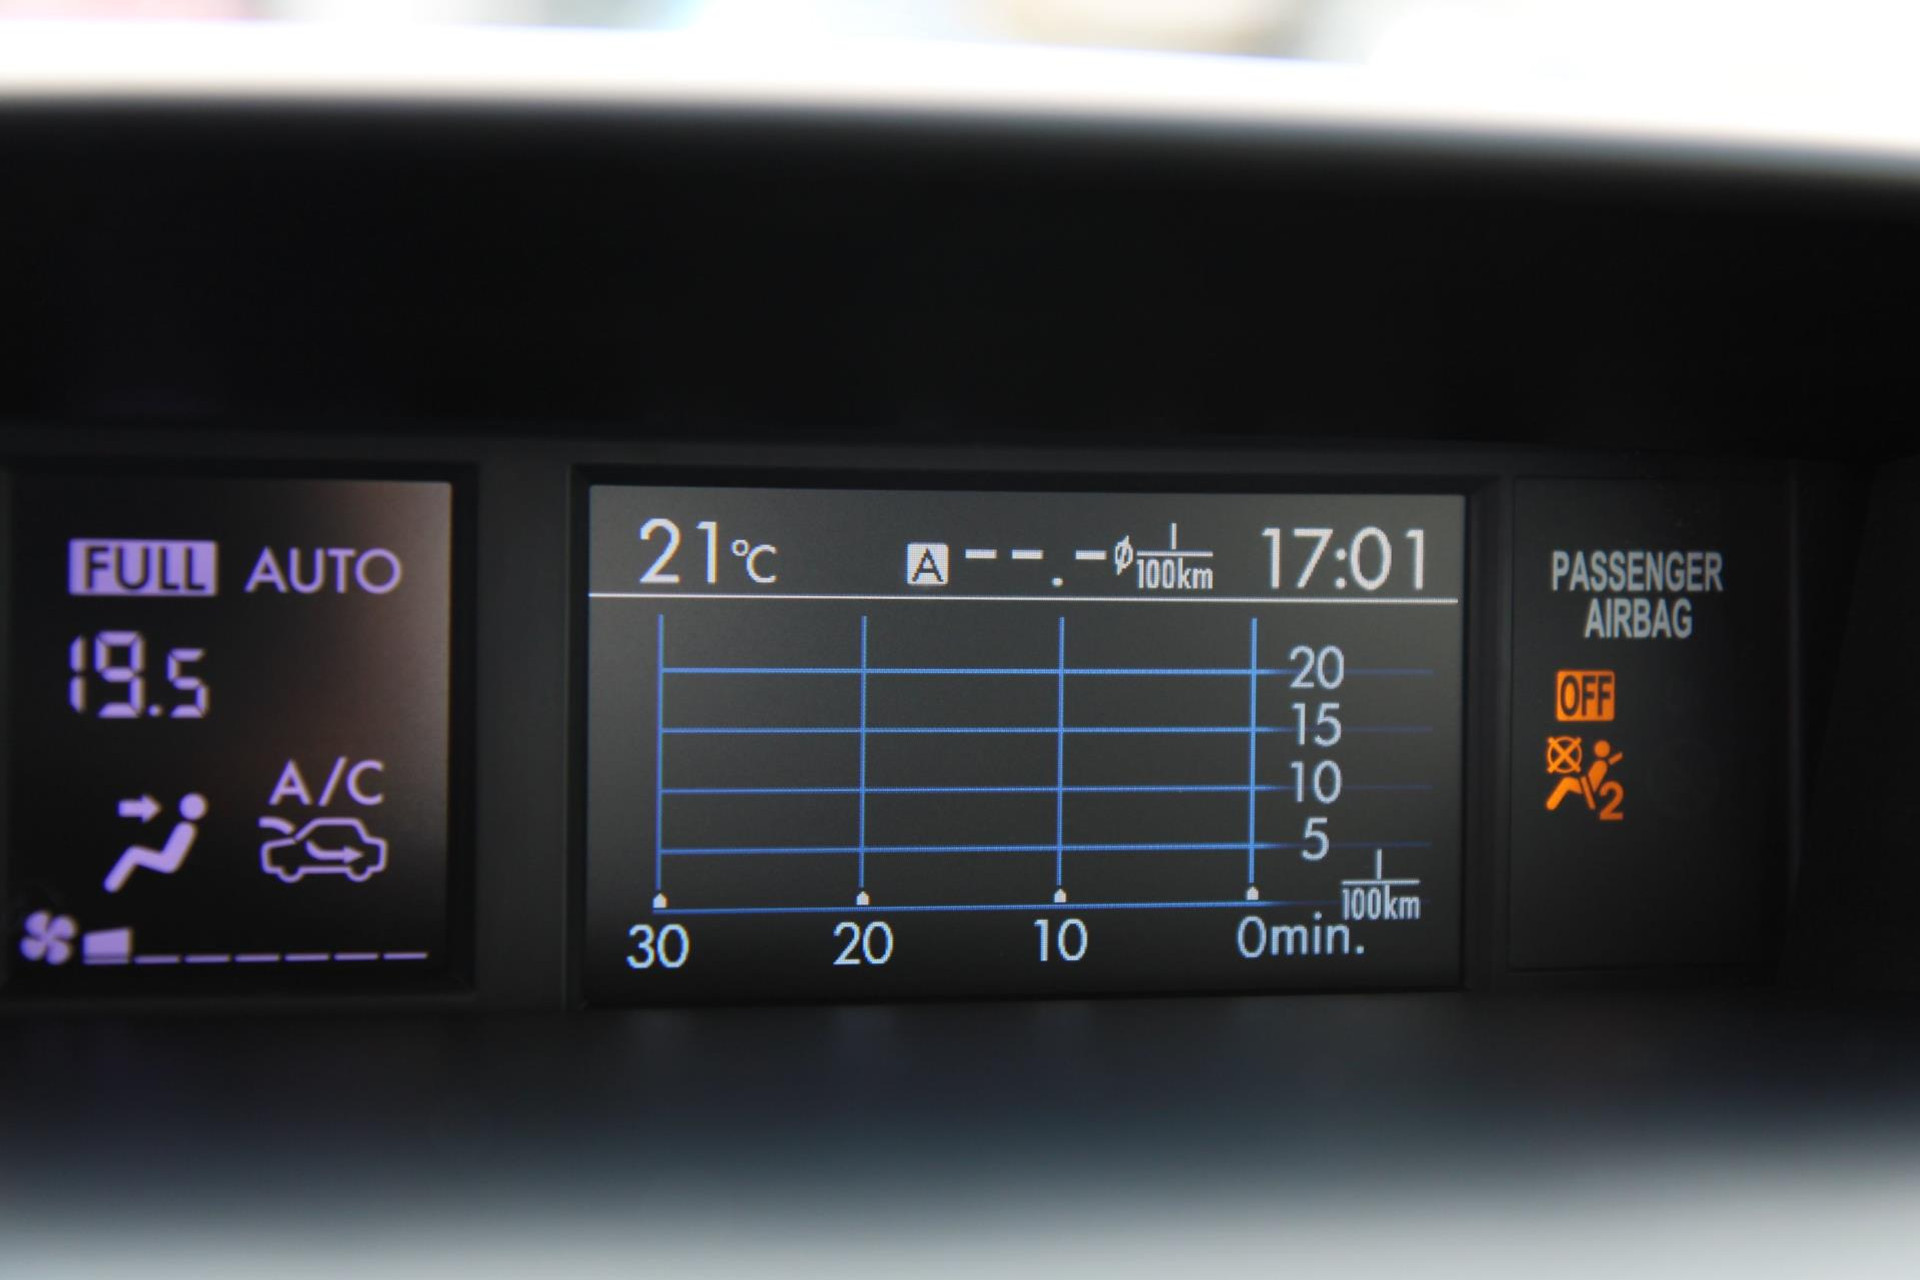 FULL AUTO
19.5
A/C
21°C A --.-φ l/100km 17:01
20
15
10
5
l/100km
30 20 10 0min.
PASSENGER
AIRBAG
OFF
2